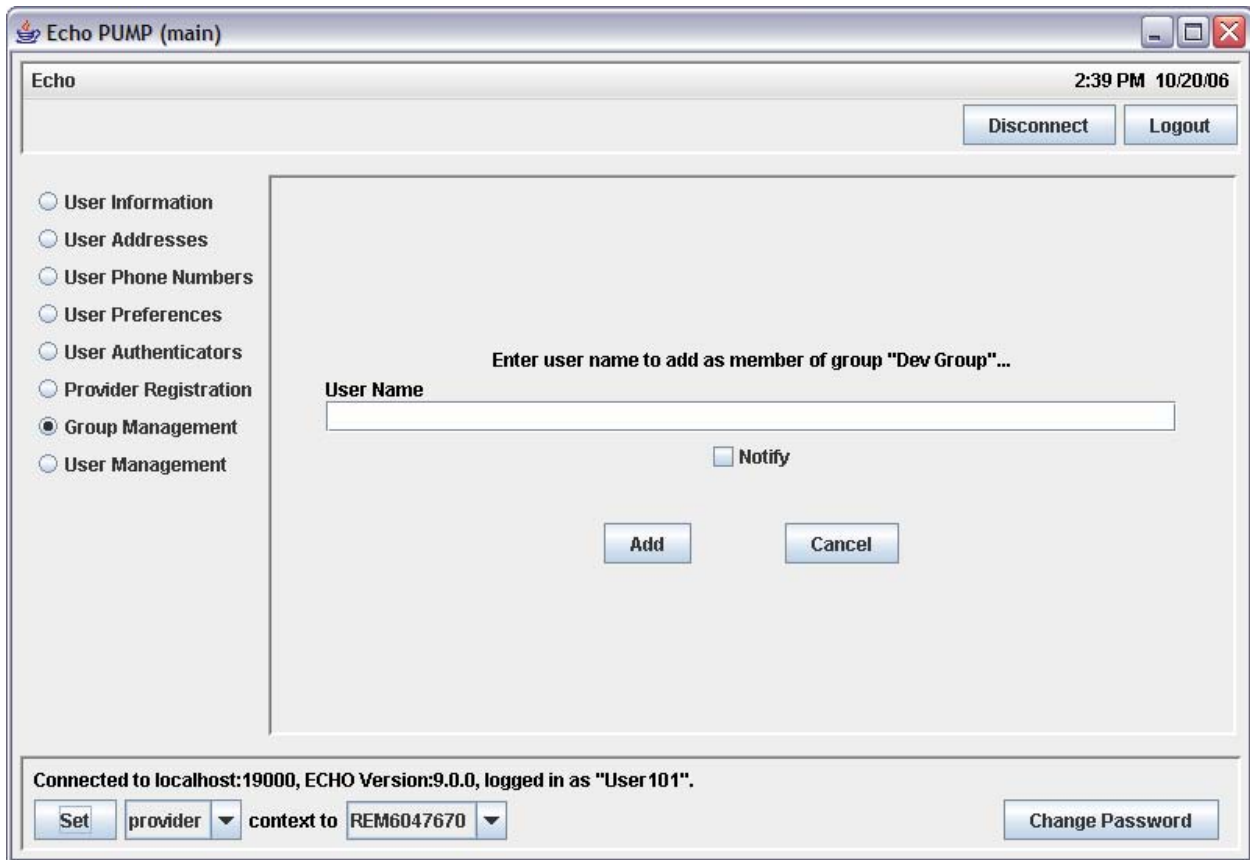 Echo PUMP (main)
Echo 2:39 PM 10/20/06
Disconnect Logout
User Information
User Addresses
User Phone Numbers
User Preferences
User Authenticators
Provider Registration
Group Management
User Management
Enter user name to add as member of group "Dev Group"...
User Name
Notify
Add Cancel
Connected to localhost:19000, ECHO Version:9.0.0, logged in as "User101".
Set provider context to REM6047670 Change Password